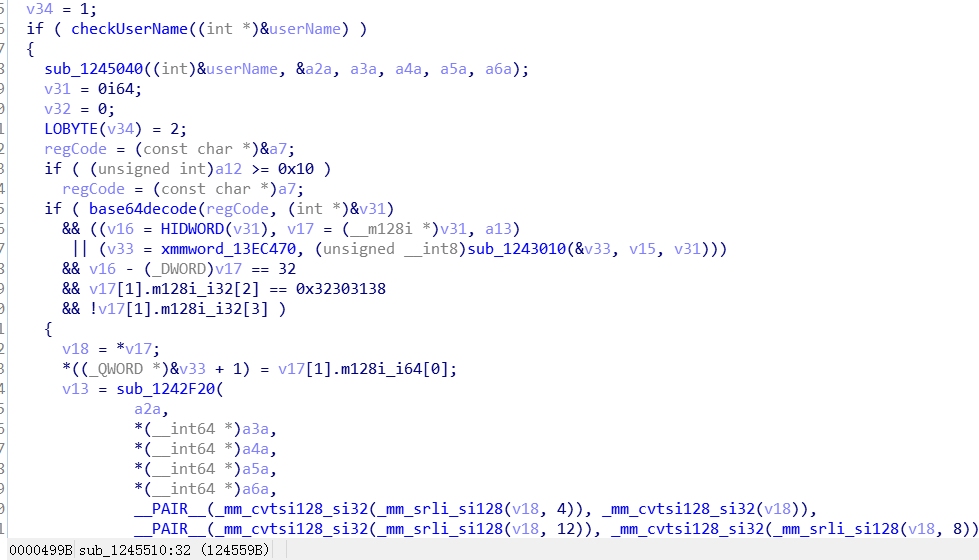 5 v34 = 1;
6 if ( checkUserName((int *)&userName) )
7 {
8 sub_1245040((int)&userName, &a2a, a3a, a4a, a5a, a6a);
9 v31 = 0i64;
0 v32 = 0;
1 LOBYTE(v34) = 2;
2 regCode = (const char *)&a7;
3 if ( (unsigned int)a12 >= 0x10 )
4 regCode = (const char *)a7;
5 if ( base64decode(regCode, (int *)&v31)
6 && ((v16 = HIDWORD(v31), v17 = (__m128i *)v31, a13)
7 || (v33 = xmmword_13EC470, (unsigned __int8)sub_1243010(&v33, v15, v31)))
8 && v16 - (_DWORD)v17 == 32
9 && v17[1].m128i_i32[2] == 0x32303138
0 && !v17[1].m128i_i32[3] )
1 {
2 v18 = *v17;
3 *((_QWORD *)&v33 + 1) = v17[1].m128i_i64[0];
4 v13 = sub_1242F20(
5 a2a,
6 *(__int64 *)a3a,
7 *(__int64 *)a4a,
8 *(__int64 *)a5a,
9 *(__int64 *)a6a,
0 __PAIR__(_mm_cvtsi128_si32(_mm_srli_si128(v18, 4)), _mm_cvtsi128_si32(v18)),
1 __PAIR__(_mm_cvtsi128_si32(_mm_srli_si128(v18, 12)), _mm_cvtsi128_si32(_mm_srli_si128(v18, 8))
0000499B sub_1245510:32 (124559B)